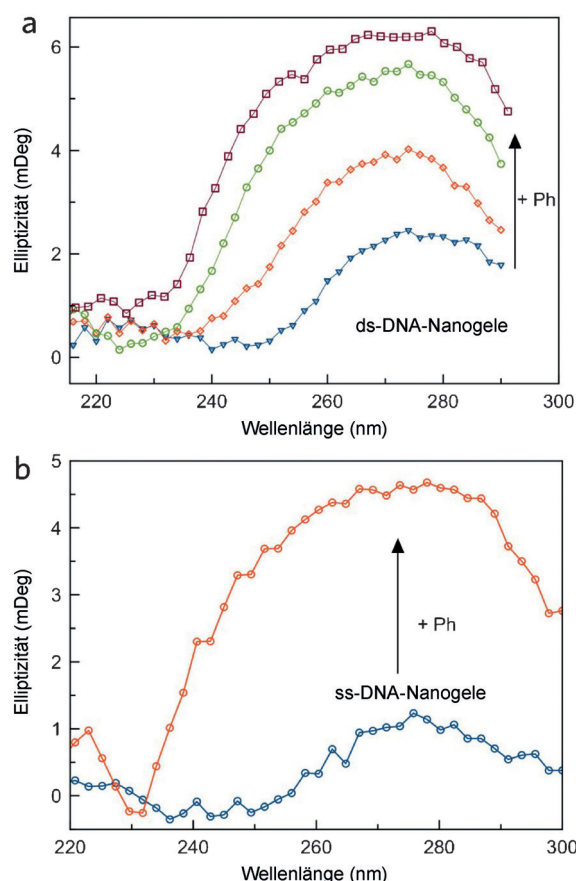 a
Elliptizität (mDeg)
6
4
2
0
+ Ph
ds-DNA-Nanogele
220
240
260
280
300
Wellenlänge (nm)
b
Elliptizität (mDeg)
5
4
3
2
1
0
+ Ph
ss-DNA-Nanogele
220
240
260
280
300
Wellenlänge (nm)